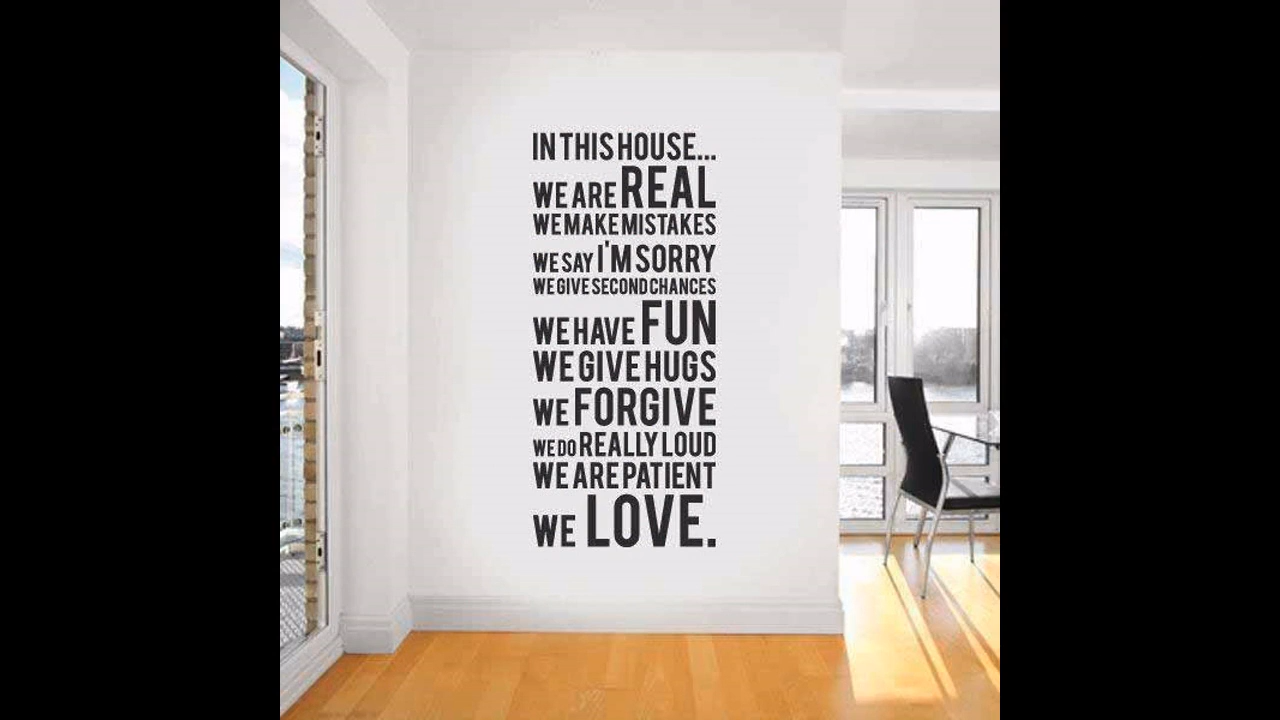 IN THIS HOUSE...
WE ARE REAL
WE MAKE MISTAKES
WE SAY I'M SORRY
WE GIVE SECOND CHANCES
WE HAVE FUN
WE GIVE HUGS
WE FORGIVE
WE DO REALLY LOUD
WE ARE PATIENT
WE LOVE.